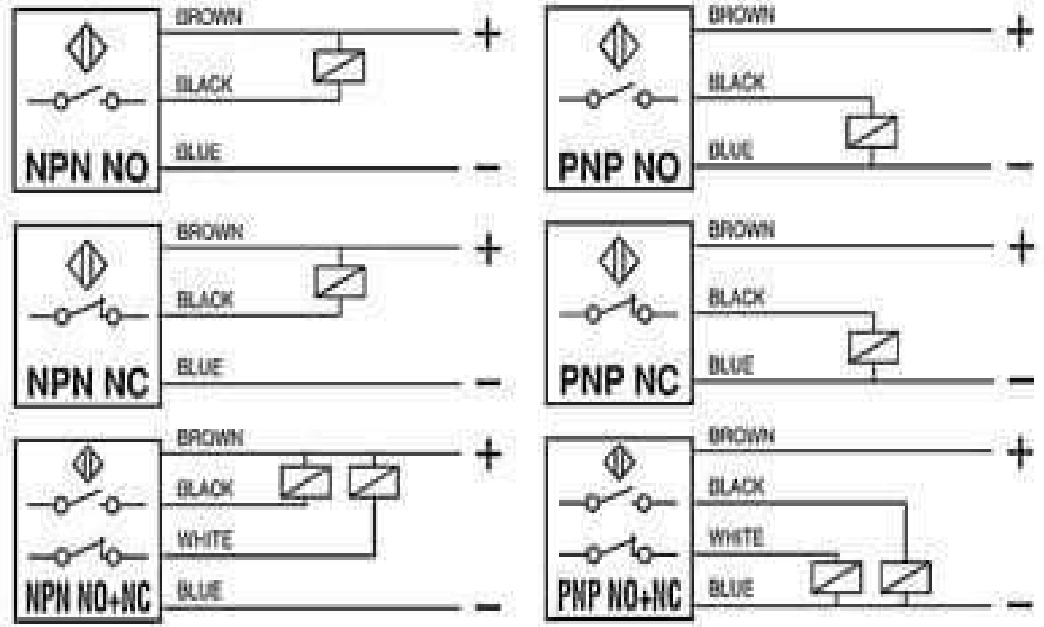 BROWN
+
BLACK
BLUE
NPN NO
−
BROWN
+
BLACK
BLUE
PNP NO
−
BROWN
+
BLACK
BLUE
NPN NC
−
BROWN
+
BLACK
BLUE
PNP NC
−
BROWN
+
BLACK
WHITE
BLUE
NPN NO+NC
−
BROWN
+
BLACK
WHITE
BLUE
PNP NO+NC
−